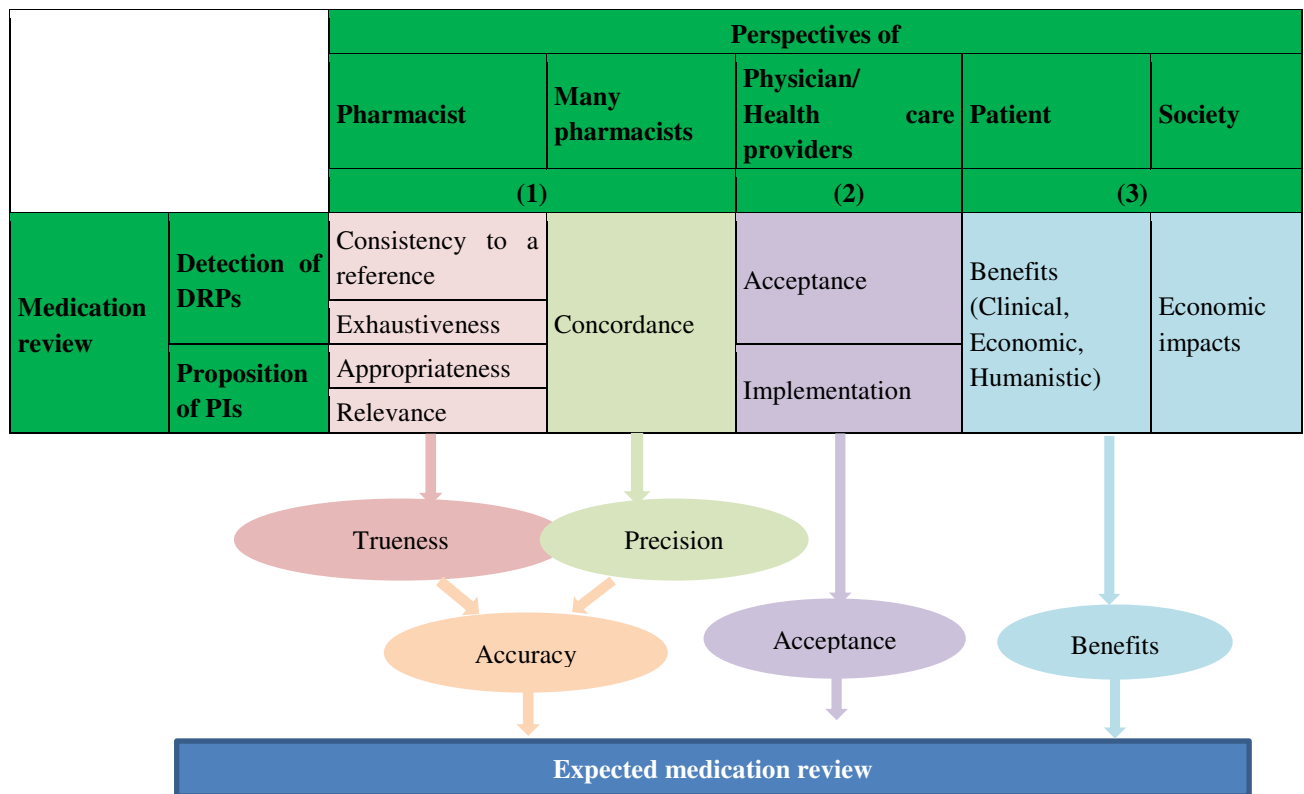 Perspectives of
Pharmacist
Many
pharmacists
Physician/
Health care
providers
Patient
Society
(1)
(2)
(3)
Medication
review
Detection of
DRPs
Consistency to a
reference
Exhaustiveness
Concordance
Acceptance
Benefits
(Clinical,
Economic,
Humanistic)
Economic
impacts
Proposition
of PIs
Appropriateness
Relevance
Implementation
Trueness
Precision
Accuracy
Acceptance
Benefits
Expected medication review